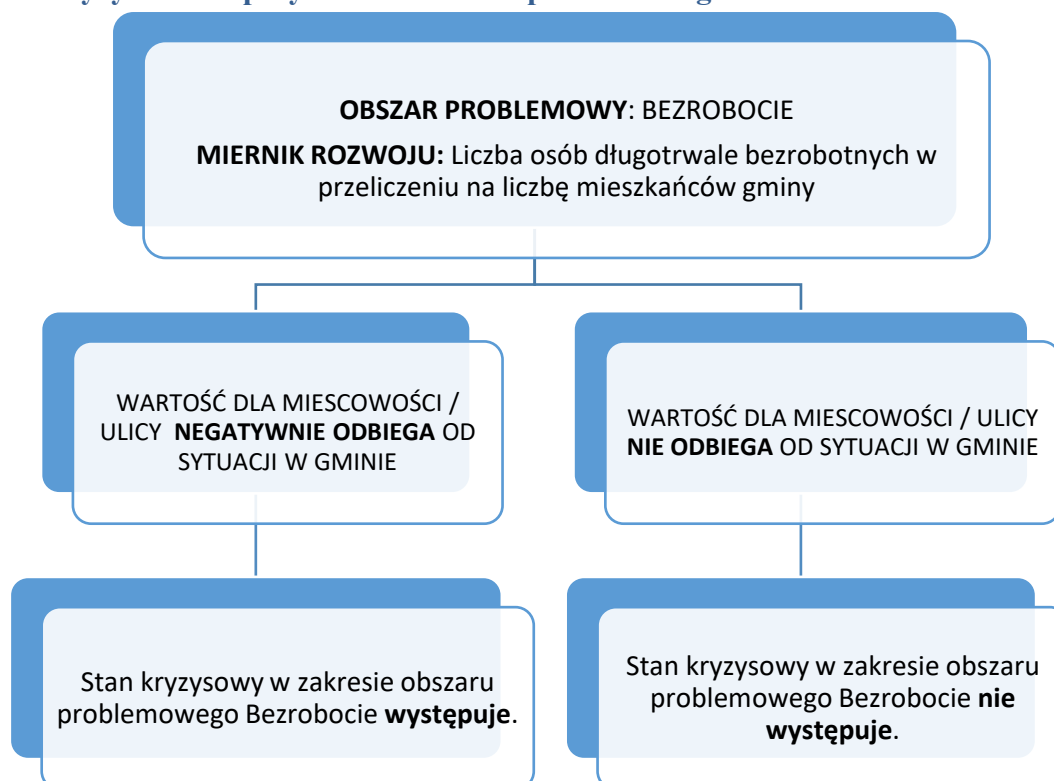 OBSZAR PROBLEMOWY: BEZROBOCIE
MIERNIK ROZWOJU: Liczba osób długotrwale bezrobotnych w
przeliczeniu na liczbę mieszkańców gminy
WARTOŚĆ DLA MIESCOWOŚCI /
ULICY NEGATYWNIE ODBIEGA OD
SYTUACJI W GMINIE
WARTOŚĆ DLA MIESCOWOŚCI / ULICY
NIE ODBIEGA OD SYTUACJI W GMINIE
Stan kryzysowy w zakresie obszaru
problemowego Bezrobocie występuje.
Stan kryzysowy w zakresie obszaru
problemowego Bezrobocie nie
występuje.